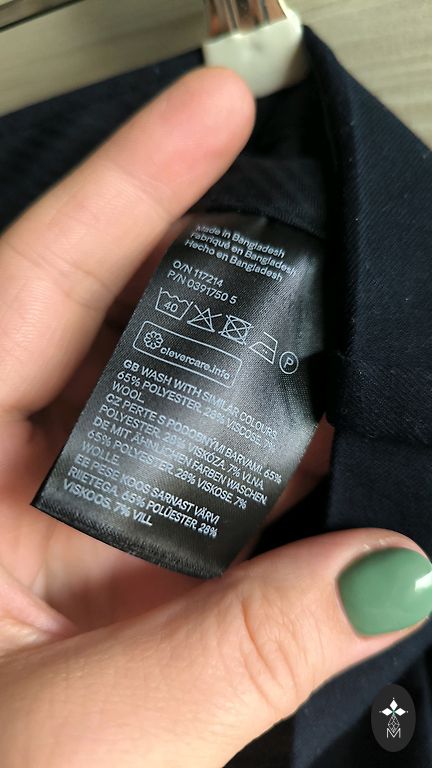 Made in Bangladesh
Fabriqué en Bangladesh
Hecho en Bangladesh
O/N 117214
P/N 0391750 5
40
P
clevercare.info
GB WASH WITH SIMILAR COLOURS.
65% POLYESTER, 28% VISCOSE, 7%
WOOL.
CZ PERTE S PODOBNÝMI BARVAMI. 65%
POLYESTER, 28% VISKÓZA, 7% VLNA.
DE MIT ÄHNLICHEN FARBEN WASCHEN.
65% POLYESTER, 28% VISKOSE, 7%
WOLLE.
EE PESE KOOS SARNAST VÄRVI
RIIETEGA. 65% POLÜESTER, 28%
VISKOOS, 7% VILL
M